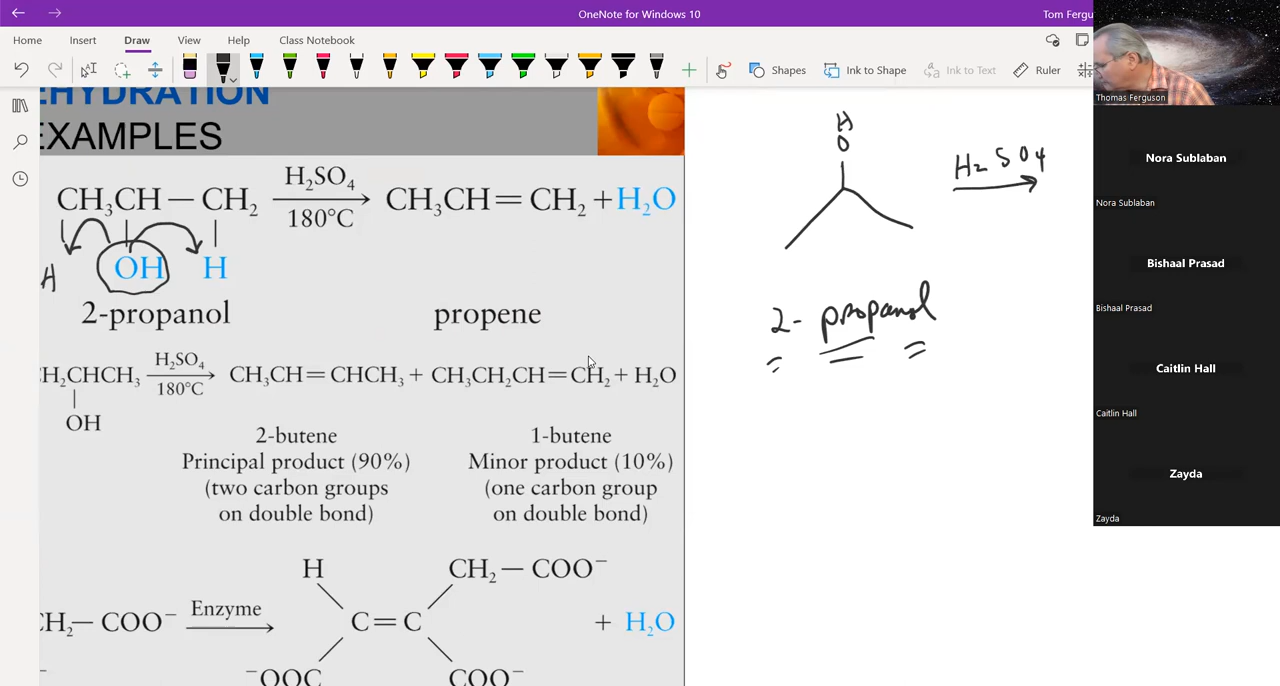 OneNote for Windows 10
Tom Fergu
Home Insert Draw View Help Class Notebook
Shapes Ink to Shape Ink to Text Ruler
EHYDRATION
EXAMPLES
CH₃CH — CH₂ H₂SO₄ 180°C CH₃CH=CH₂ + H₂O
H OH H
2-propanol propene
H₂CHCH₃ H₂SO₄ 180°C CH₃CH=CHCH₃ + CH₃CH₂CH=CH₂ + H₂O
OH
2-butene 1-butene
Principal product (90%) Minor product (10%)
(two carbon groups (one carbon group
on double bond) on double bond)
H CH₂ — COO⁻
CH₂— COO⁻ Enzyme C=C + H₂O
⁻OOC COO⁻
H
O
H₂SO₄
2- propanol
Thomas Ferguson
Nora Sublaban
Nora Sublaban
Bishaal Prasad
Bishaal Prasad
Caitlin Hall
Caitlin Hall
Zayda
Zayda